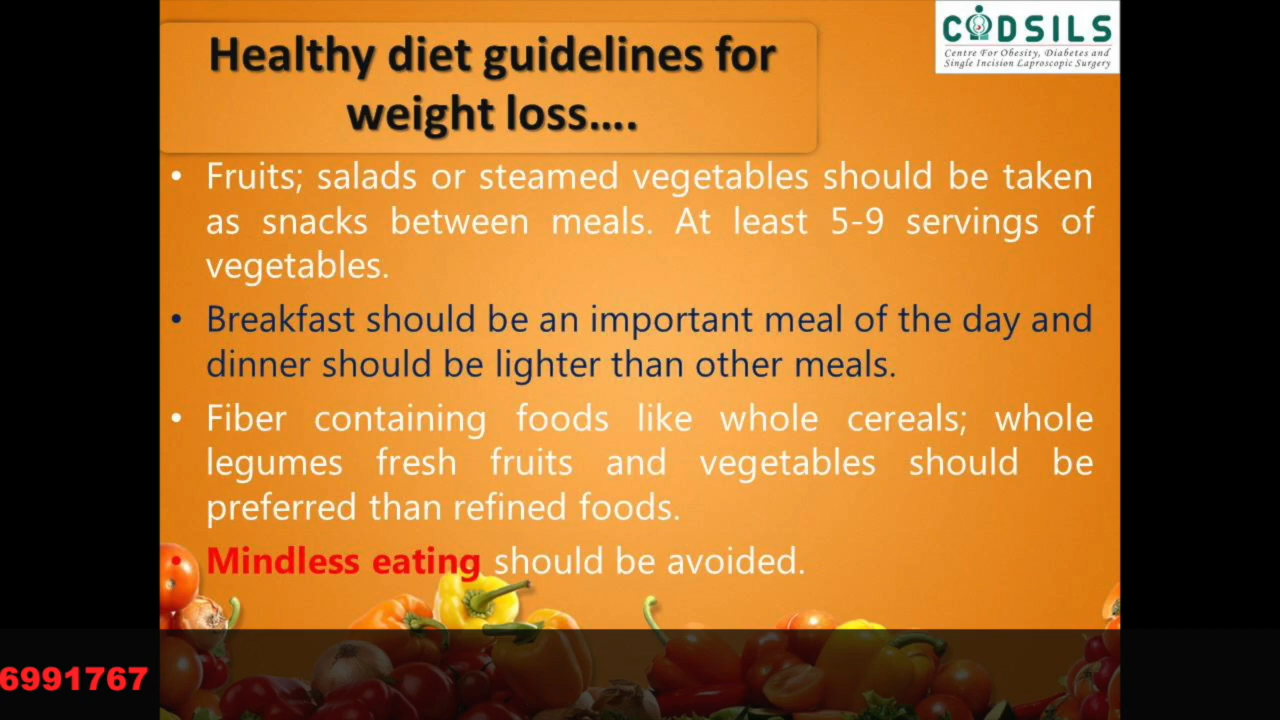 CODSILS
Centre For Obesity, Diabetes and
Single Incision Laproscopic Surgery
Healthy diet guidelines for
weight loss....
• Fruits; salads or steamed vegetables should be taken
as snacks between meals. At least 5-9 servings of
vegetables.
• Breakfast should be an important meal of the day and
dinner should be lighter than other meals.
• Fiber containing foods like whole cereals; whole
legumes fresh fruits and vegetables should be
preferred than refined foods.
• Mindless eating should be avoided.
6991767